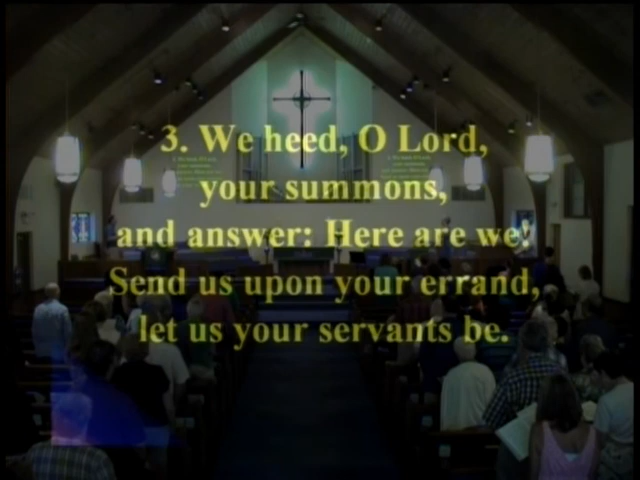 3. We heed, O Lord,
your summons,
and answer: Here are we!
Send us upon your errand,
let us your servants be.